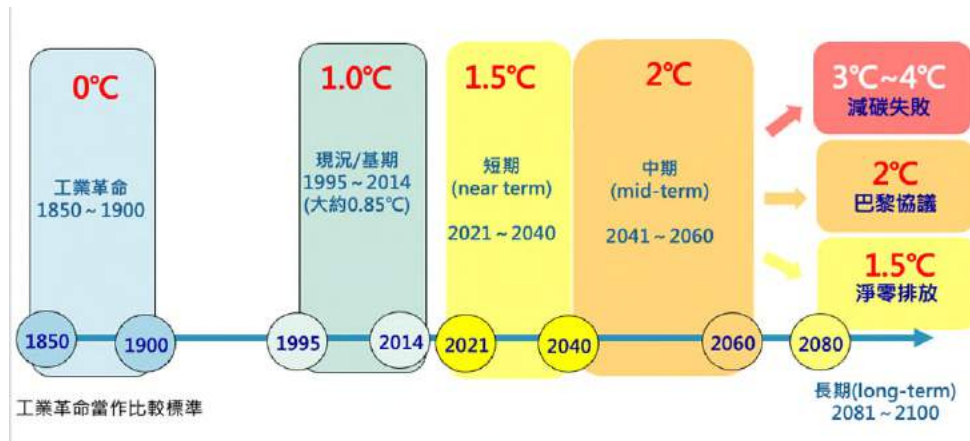 0℃
工業革命
1850～1900
1.0℃
現況/基期
1995～2014
(大約0.85℃)
1.5℃
短期
(near term)
2021～2040
2℃
中期
(mid-term)
2041～2060
3℃~4℃
減碳失敗
2℃
巴黎協議
1.5℃
淨零排放
1850
1900
1995
2014
2021
2040
2060
2080
工業革命當作比較標準
長期(long-term)
2081～2100